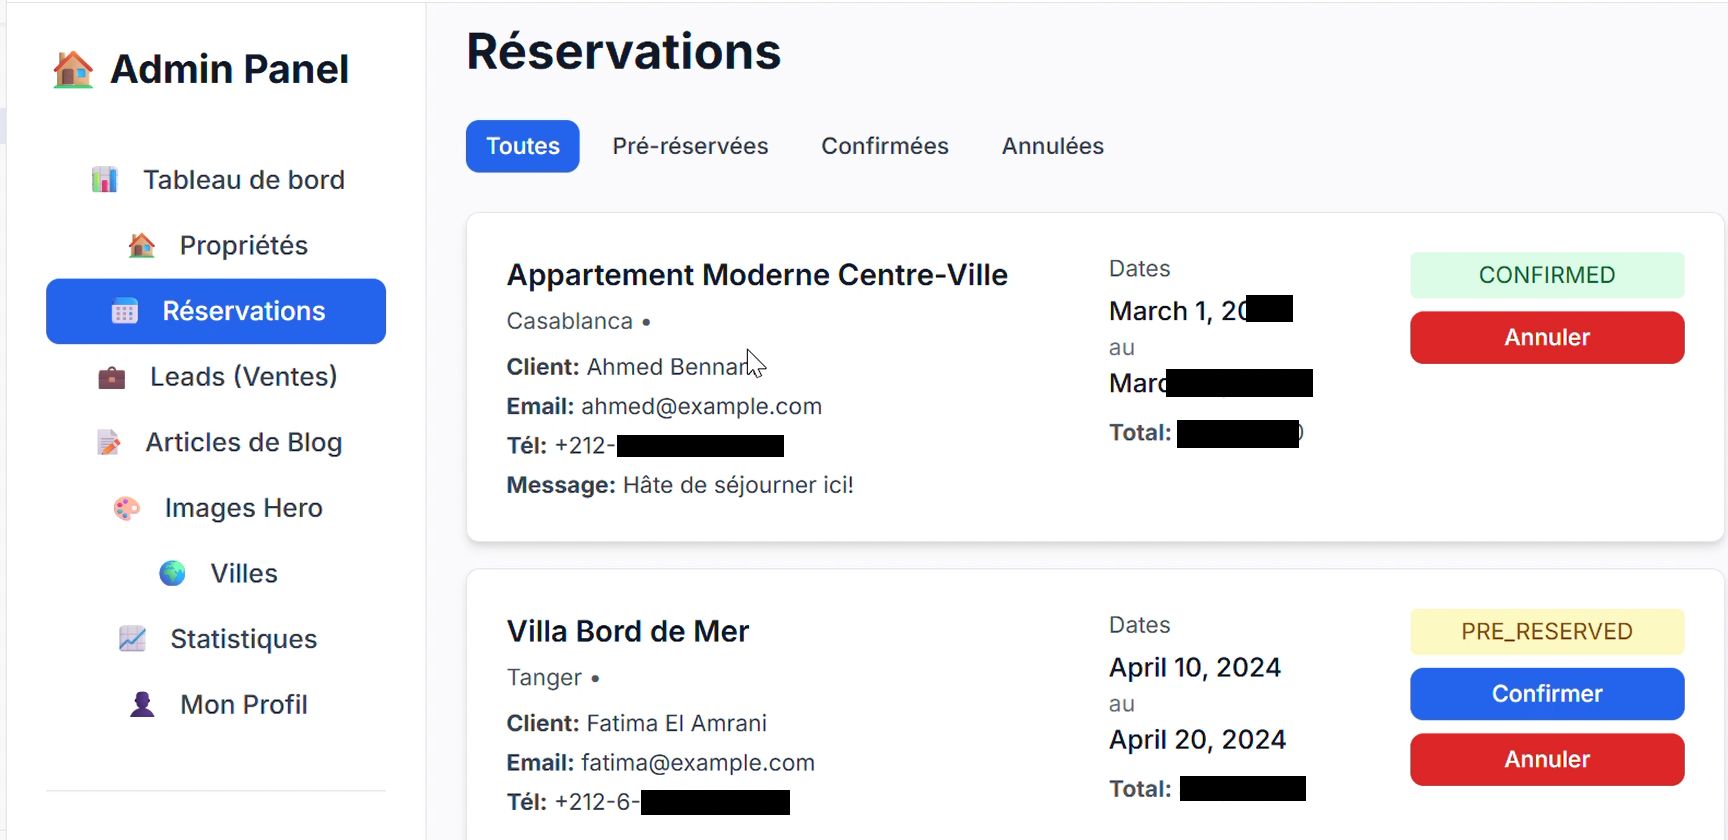 Admin Panel
Tableau de bord
Propriétés
Réservations
Leads (Ventes)
Articles de Blog
Images Hero
Villes
Statistiques
Mon Profil
Réservations
Toutes
Pré-réservées
Confirmées
Annulées
Appartement Moderne Centre-Ville
Casablanca •
Client: Ahmed
Email: ahmed@example.com
Tél: +212-
Message: Hâte de séjourner ici!
Dates
March 1,
au
Total:
CONFIRMED
Annuler
Villa Bord de Mer
Tanger •
Client: Fatima El Amrani
Email: fatima@example.com
Tél: +212-6-
Dates
April 10, 2024
au
April 20, 2024
Total:
PRE_RESERVED
Confirmer
Annuler